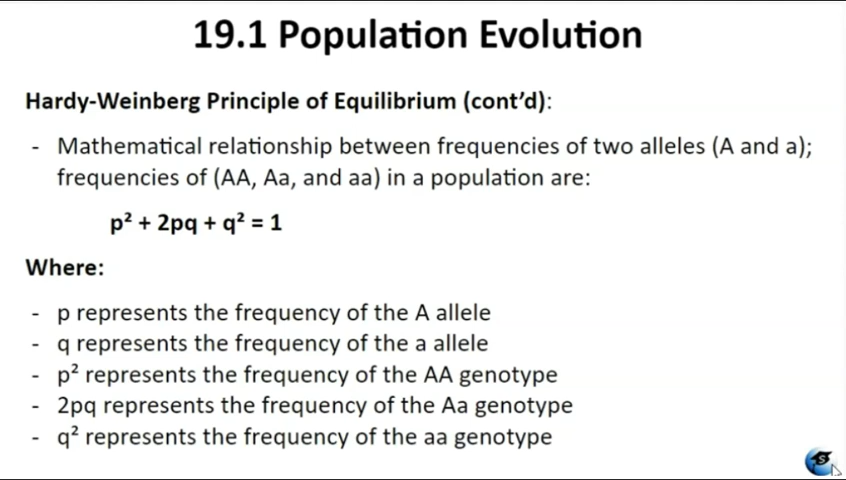 19.1 Population Evolution
Hardy-Weinberg Principle of Equilibrium (cont'd):
- Mathematical relationship between frequencies of two alleles (A and a);
frequencies of (AA, Aa, and aa) in a population are:
p² + 2pq + q² = 1
Where:
- p represents the frequency of the A allele
- q represents the frequency of the a allele
- p² represents the frequency of the AA genotype
- 2pq represents the frequency of the Aa genotype
- q² represents the frequency of the aa genotype
S